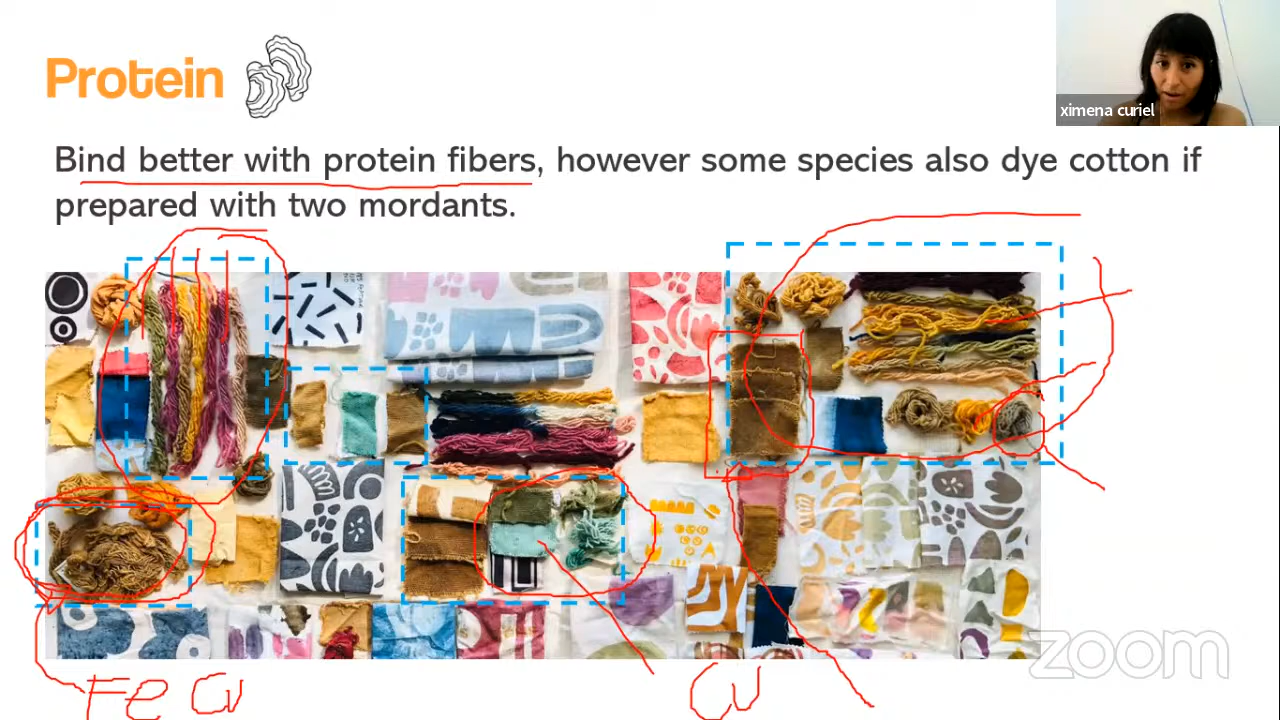 Protein
ximena curiel
Bind better with protein fibers, however some species also dye cotton if
prepared with two mordants.
zoom
Fe Cu
Cu